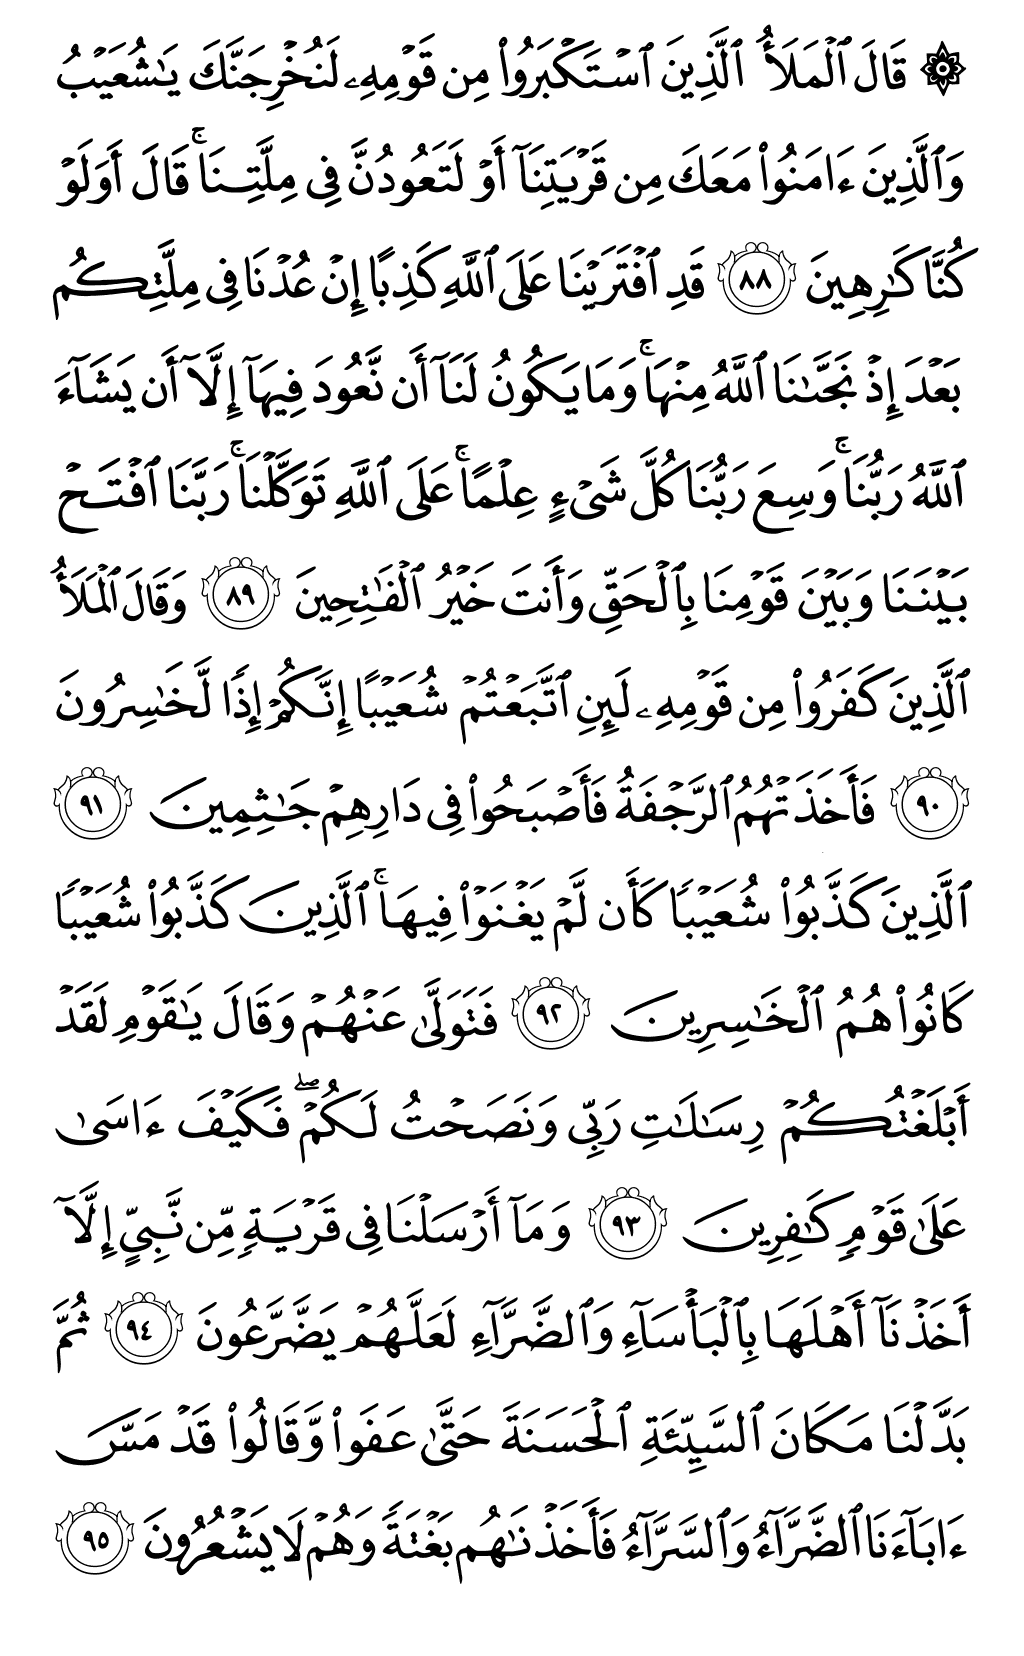 ۞ قَالَ ٱلْمَلَأُ ٱلَّذِينَ ٱسْتَكْبَرُوا۟ مِن قَوْمِهِۦ لَنُخْرِجَنَّكَ يَـٰشُعَيْبُ
وَٱلَّذِينَ ءَامَنُوا۟ مَعَكَ مِن قَرْيَتِنَآ أَوْ لَتَعُودُنَّ فِى مِلَّتِنَا ۚ قَالَ أَوَلَوْ
كُنَّا كَـٰرِهِينَ ٨٨ قَدِ ٱفْتَرَيْنَا عَلَى ٱللَّهِ كَذِبًا إِنْ عُدْنَا فِى مِلَّتِكُم
بَعْدَ إِذْ نَجَّىٰنَا ٱللَّهُ مِنْهَا ۚ وَمَا يَكُونُ لَنَآ أَن نَّعُودَ فِيهَآ إِلَّآ أَن يَشَآءَ
ٱللَّهُ رَبُّنَا ۚ وَسِعَ رَبُّنَا كُلَّ شَىْءٍ عِلْمًا ۚ عَلَى ٱللَّهِ تَوَكَّلْنَا ۚ رَبَّنَا ٱفْتَحْ
بَيْنَنَا وَبَيْنَ قَوْمِنَا بِٱلْحَقِّ وَأَنتَ خَيْرُ ٱلْفَـٰتِحِينَ ٨٩ وَقَالَ ٱلْمَلَأُ
ٱلَّذِينَ كَفَرُوا۟ مِن قَوْمِهِۦ لَئِنِ ٱتَّبَعْتُمْ شُعَيْبًا إِنَّكُمْ إِذًا لَّخَـٰسِرُونَ
٩٠ فَأَخَذَتْهُمُ ٱلرَّجْفَةُ فَأَصْبَحُوا۟ فِى دَارِهِمْ جَـٰثِمِينَ ٩١
ٱلَّذِينَ كَذَّبُوا۟ شُعَيْبًا كَأَن لَّمْ يَغْنَوْا۟ فِيهَا ۚ ٱلَّذِينَ كَذَّبُوا۟ شُعَيْبًا
كَانُوا۟ هُمُ ٱلْخَـٰسِرِينَ ٩٢ فَتَوَلَّىٰ عَنْهُمْ وَقَالَ يَـٰقَوْمِ لَقَدْ
أَبْلَغْتُكُمْ رِسَـٰلَـٰتِ رَبِّى وَنَصَحْتُ لَكُمْ ۖ فَكَيْفَ ءَاسَىٰ
عَلَىٰ قَوْمٍ كَـٰفِرِينَ ٩٣ وَمَآ أَرْسَلْنَا فِى قَرْيَةٍ مِّن نَّبِىٍّ إِلَّآ
أَخَذْنَآ أَهْلَهَا بِٱلْبَأْسَآءِ وَٱلضَّرَّآءِ لَعَلَّهُمْ يَضَّرَّعُونَ ٩٤ ثُمَّ
بَدَّلْنَا مَكَانَ ٱلسَّيِّئَةِ ٱلْحَسَنَةَ حَتَّىٰ عَفَوا۟ وَّقَالُوا۟ قَدْ مَسَّ
ءَابَآءَنَا ٱلضَّرَّآءُ وَٱلسَّرَّآءُ فَأَخَذْنَـٰهُم بَغْتَةً وَهُمْ لَا يَشْعُرُونَ ٩٥